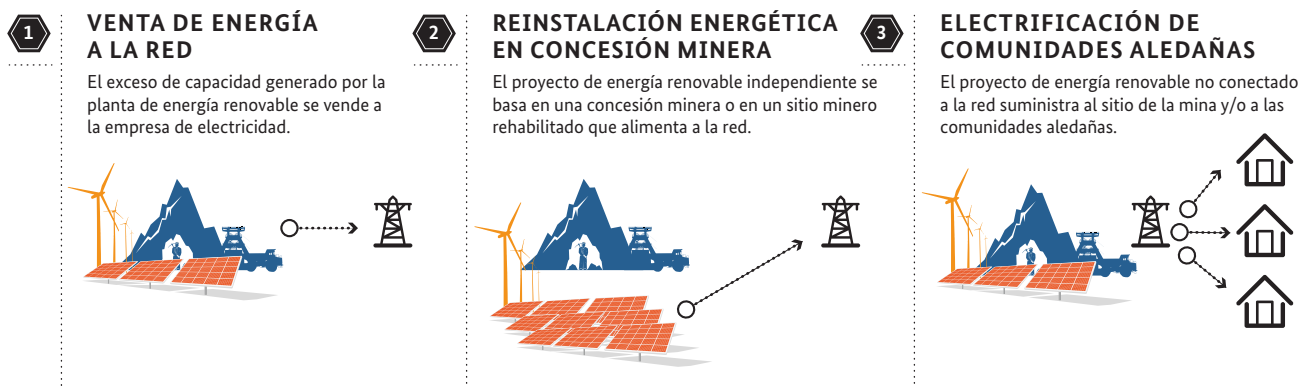 1
VENTA DE ENERGÍA
A LA RED
El exceso de capacidad generado por la
planta de energía renovable se vende a
la empresa de electricidad.
2
REINSTALACIÓN ENERGÉTICA
EN CONCESIÓN MINERA
El proyecto de energía renovable independiente se
basa en una concesión minera o en un sitio minero
rehabilitado que alimenta a la red.
3
ELECTRIFICACIÓN DE
COMUNIDADES ALEDAÑAS
El proyecto de energía renovable no conectado
a la red suministra al sitio de la mina y/o a las
comunidades aledañas.